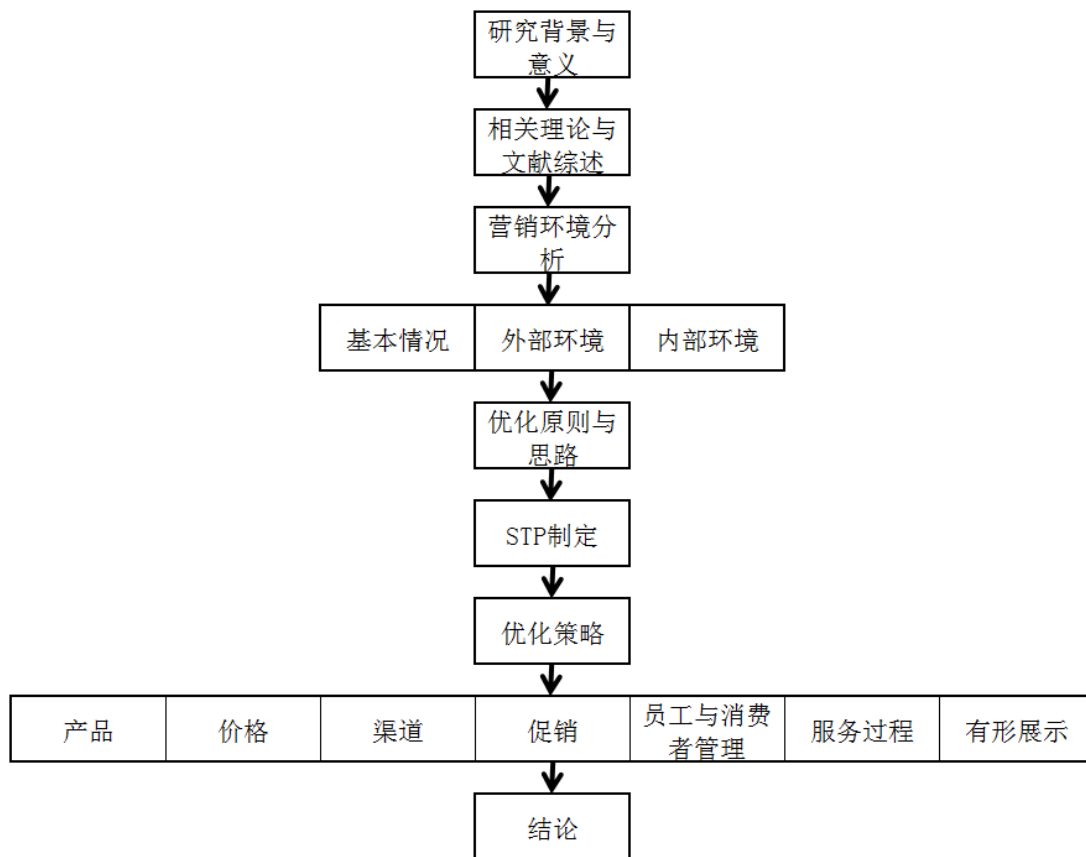 研究背景与
意义
相关理论与
文献综述
营销环境分
析
基本情况
外部环境
内部环境
优化原则与
思路
STP制定
优化策略
产品
价格
渠道
促销
员工与消费
者管理
服务过程
有形展示
结论